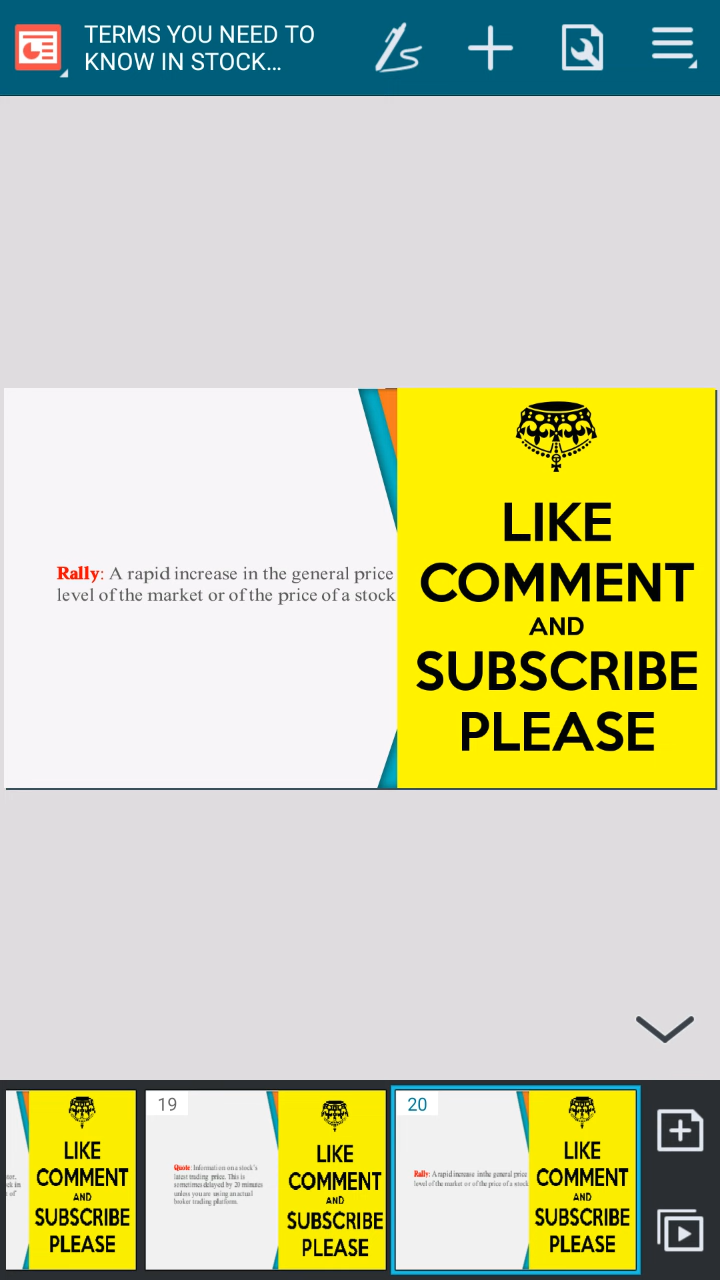 TERMS YOU NEED TO
KNOW IN STOCK...
Rally: A rapid increase in the general price
level of the market or of the price of a stock
LIKE
COMMENT
AND
SUBSCRIBE
PLEASE
LIKE
COMMENT
AND
SUBSCRIBE
PLEASE
19
Quote: Information on a stock's
latest trading price. This is
sometimes delayed by 20 minutes
unless you are using an actual
broker trading platform.
LIKE
COMMENT
AND
SUBSCRIBE
PLEASE
20
Rally: A rapid increase in the general price
level of the market or of the price of a stock
LIKE
COMMENT
AND
SUBSCRIBE
PLEASE